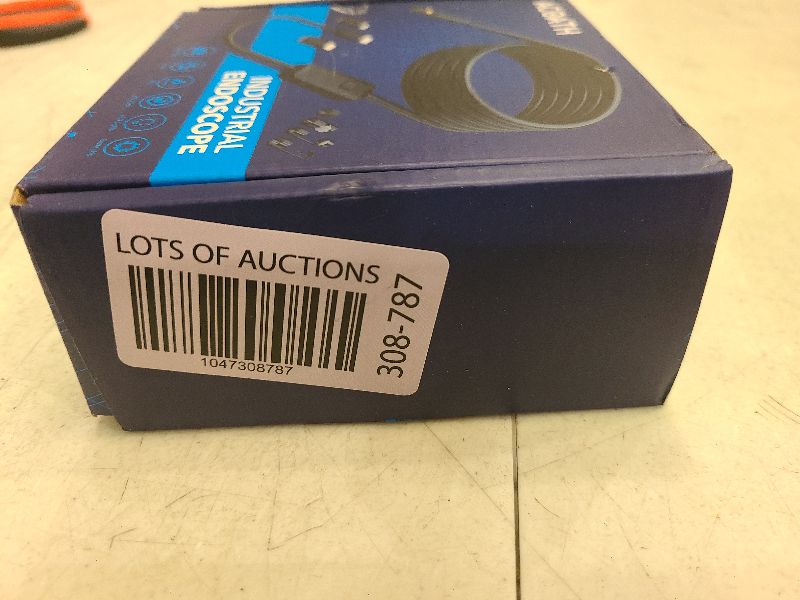 INDUSTRIAL
ENDOSCOPE
LOTS OF AUCTIONS
1047308787
308-787